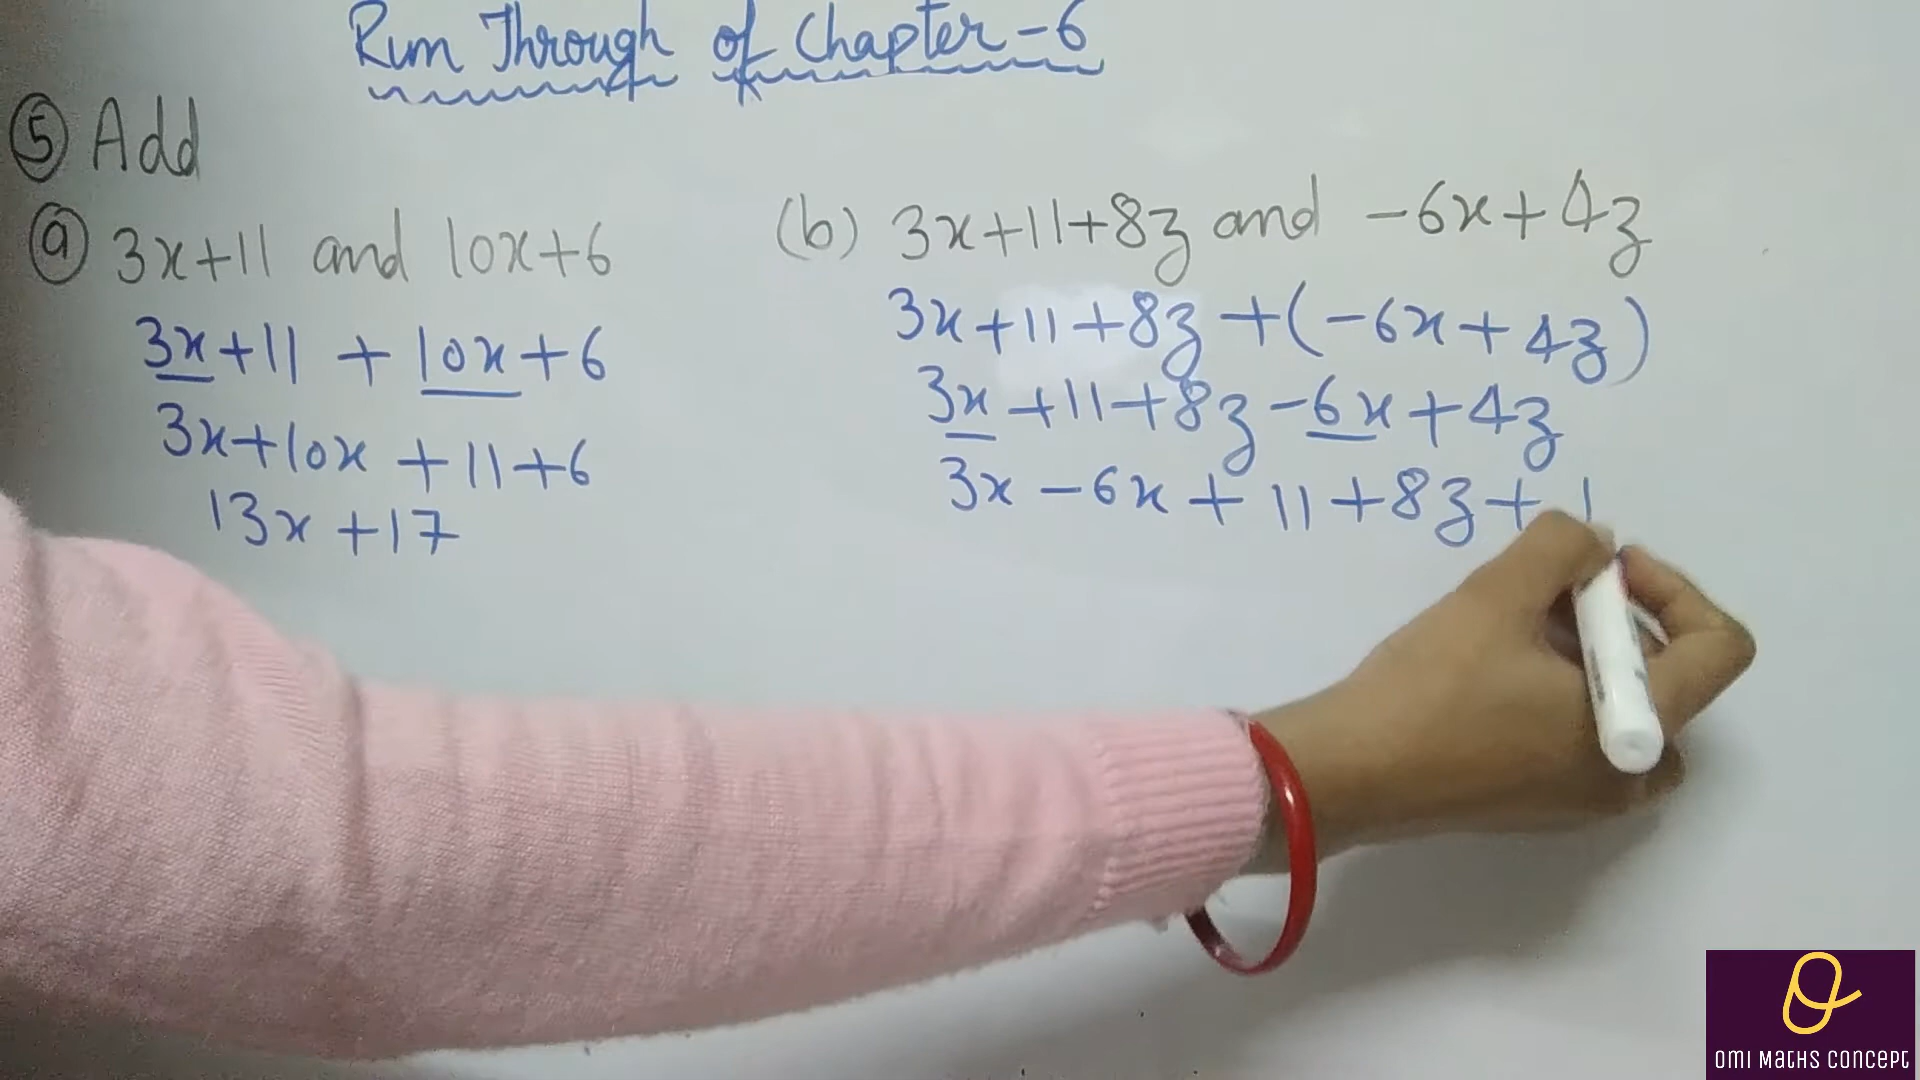 Run Through of Chapter-6
⑤ Add
ⓐ 3x+11 and 10x+6
3x+11 + 10x+6
3x+10x +11+6
13x +17
(b) 3x+11+8z and -6x+4z
3x+11+8z+(-6x+4z)
3x+11+8z-6x+4z
3x-6x+11+8z+
OMI MATHS CONCEPT